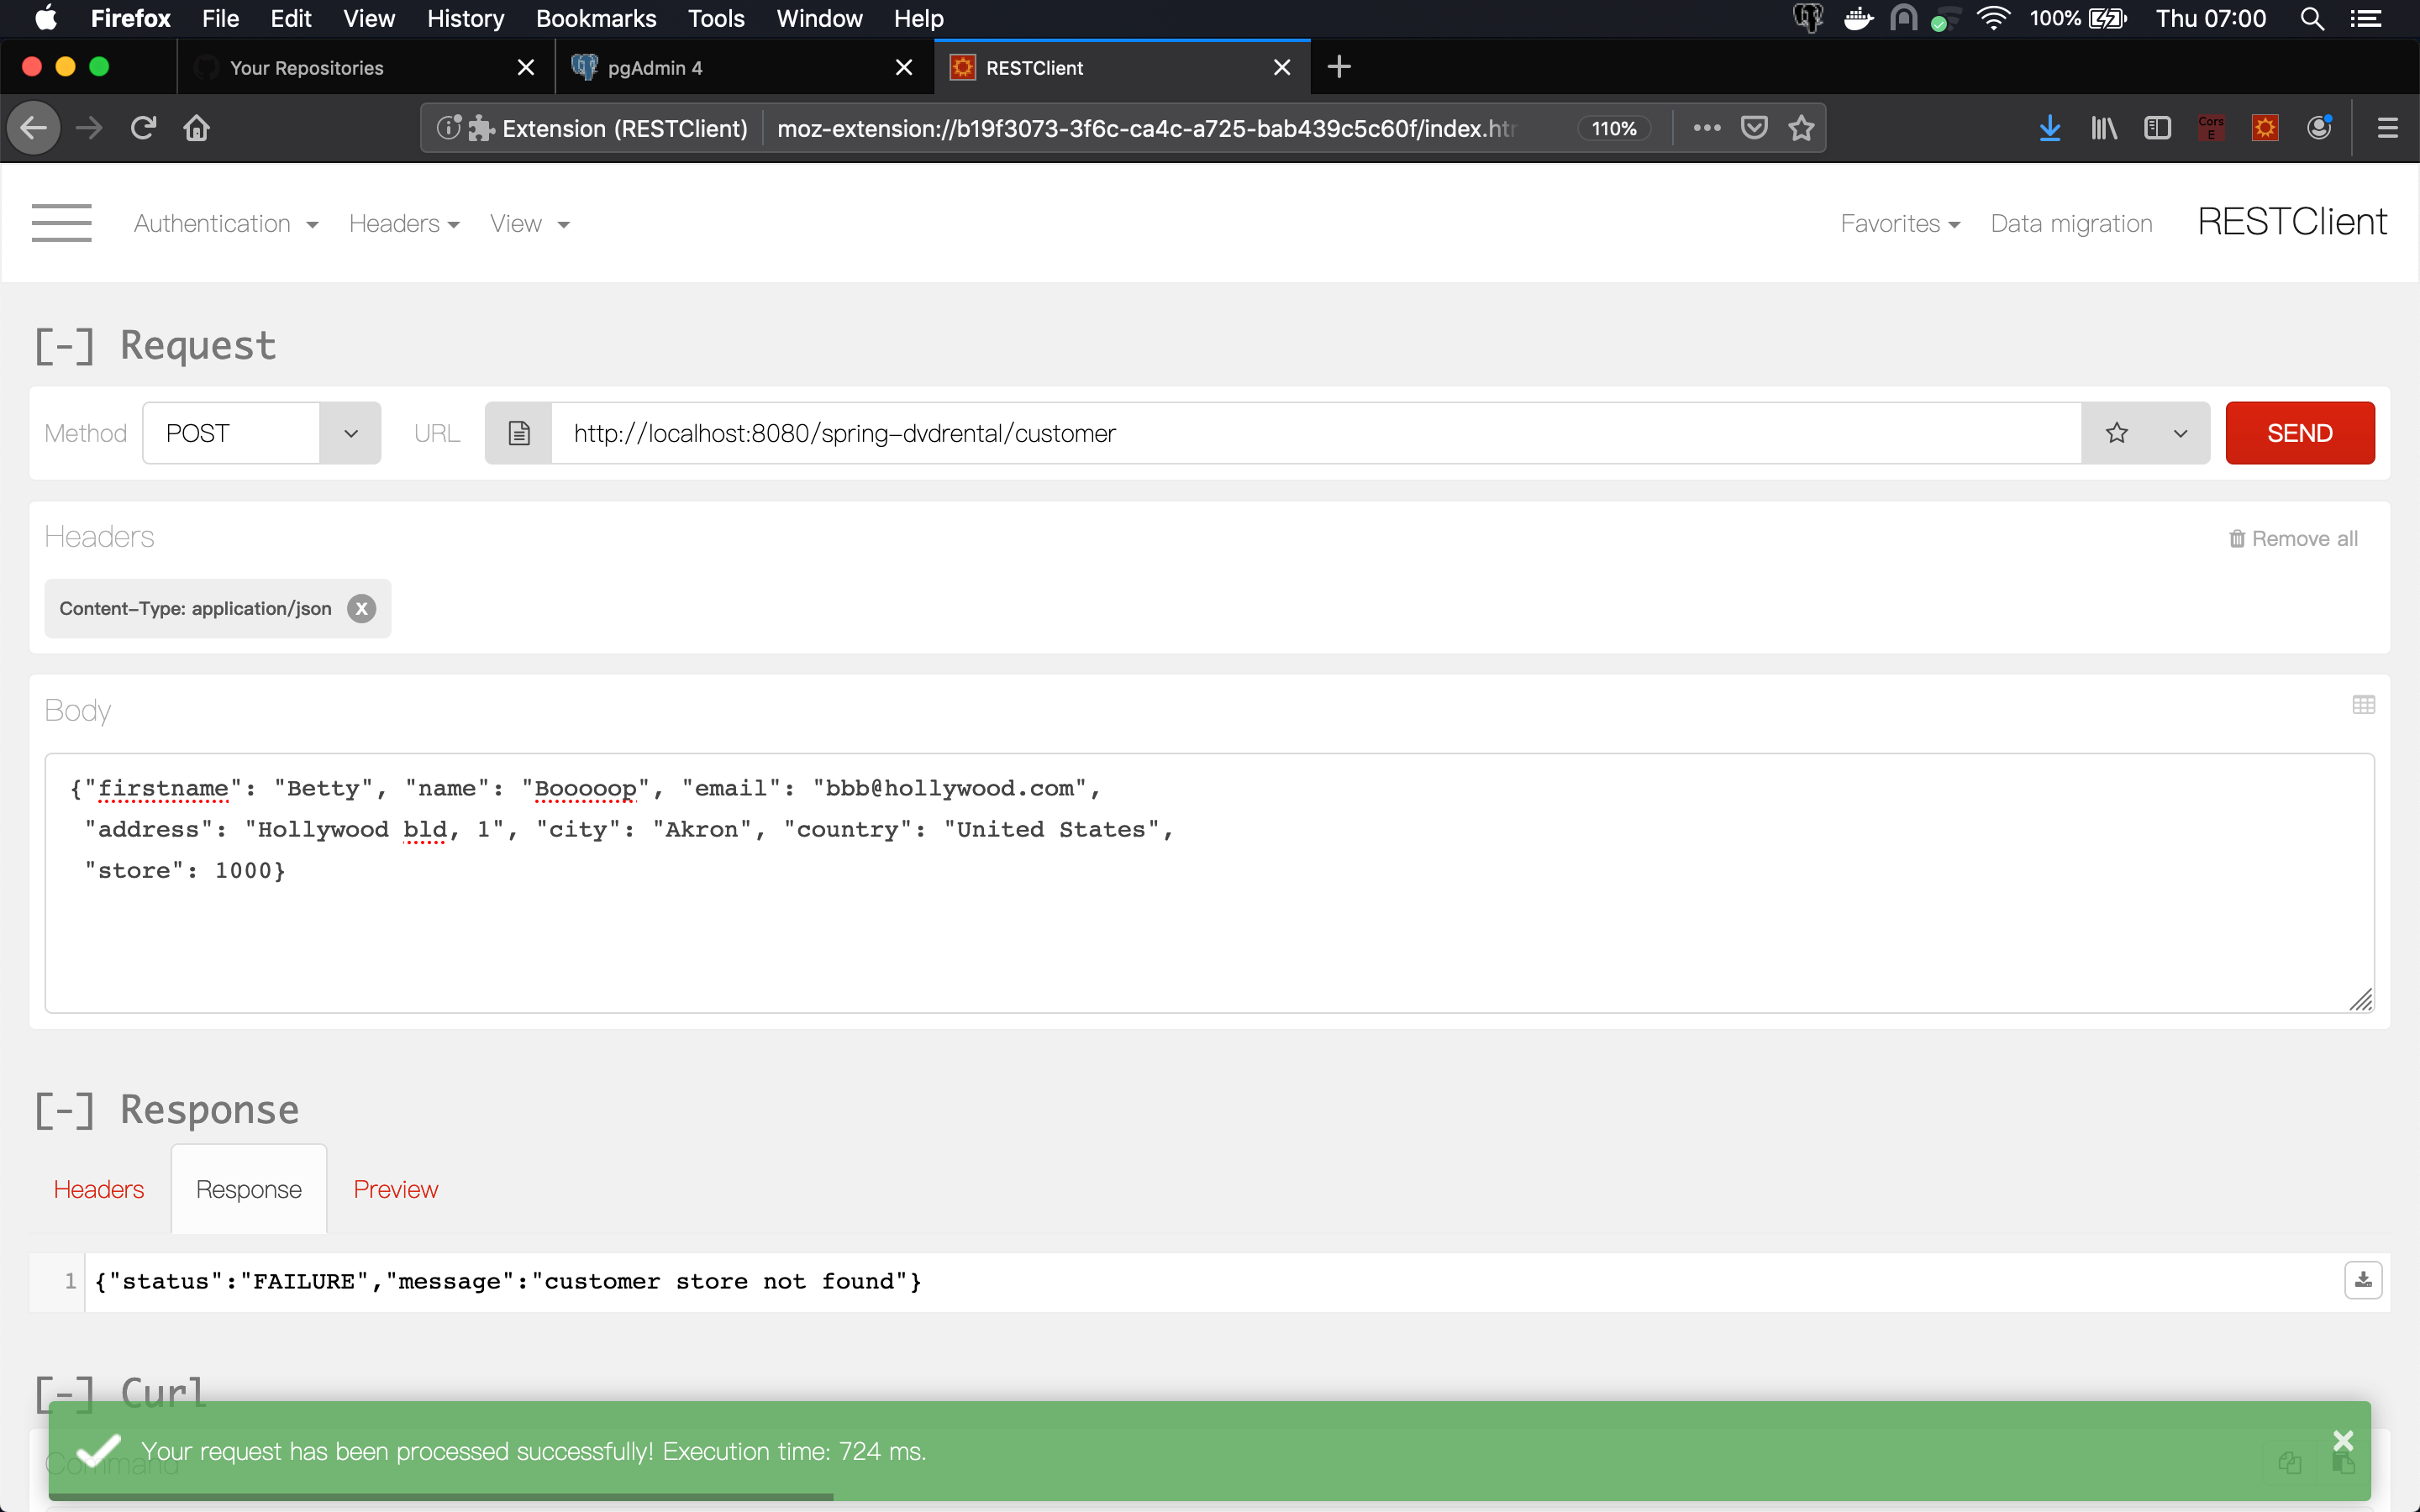 Firefox File Edit View History Bookmarks Tools Window Help 100% Thu 07:00
Your Repositories pgAdmin 4 RESTClient
Extension (RESTClient) moz-extension://b19f3073-3f6c-ca4c-a725-bab439c5c60f/index.htm 110% Cors E
Authentication Headers View Favorites Data migration RESTClient
[-] Request
Method POST URL http://localhost:8080/spring-dvdrental/customer SEND
Headers Remove all
Content-Type: application/json x
Body
{"firstname": "Betty", "name": "Booooop", "email": "bbb@hollywood.com",
"address": "Hollywood bld, 1", "city": "Akron", "country": "United States",
"store": 1000}
[-] Response
Headers Response Preview
1 {"status":"FAILURE","message":"customer store not found"}
[-] Curl
Command
Your request has been processed successfully! Execution time: 724 ms.